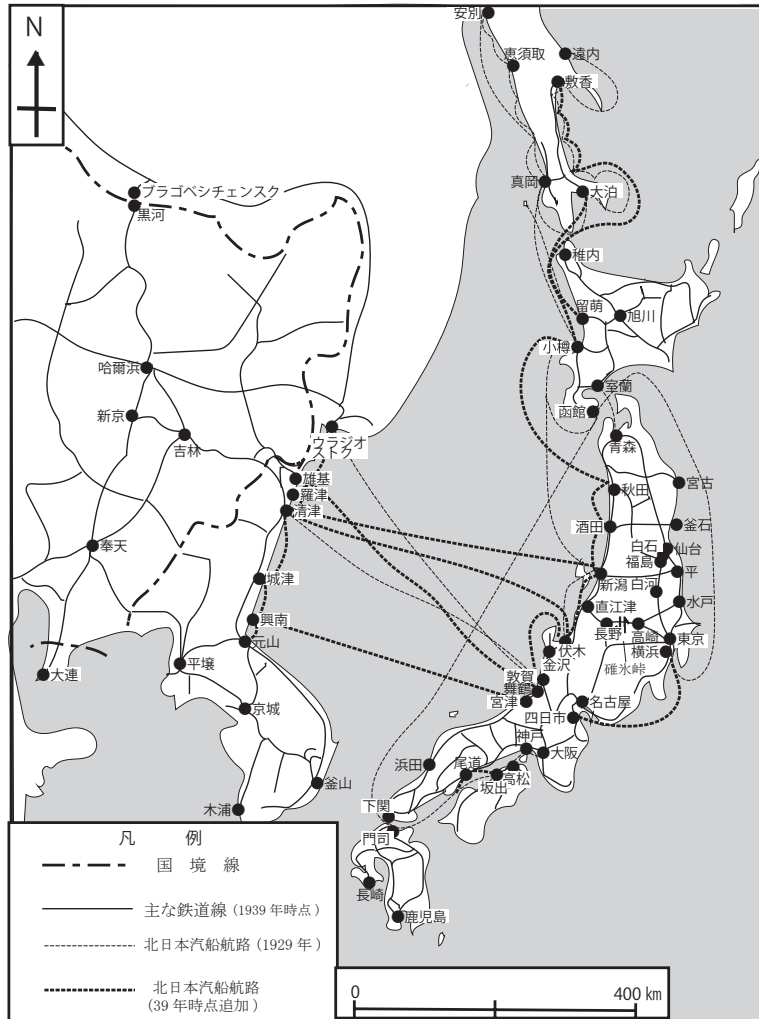 N
安別
恵須取
遠内
敷香
真岡
大泊
稚内
留萌
旭川
小樽
室蘭
函館
青森
ブラゴベシチェンスク
黒河
哈爾浜
新京
吉林
ウラジオ
ストク
雄基
羅津
清津
奉天
城津
興南
元山
大連
平壌
京城
釜山
木浦
秋田
宮古
酒田
釜石
白石
仙台
福島
新潟
白河
平
直江津
水戸
長野
高崎
東京
伏木
横浜
金沢
碓氷峠
敦賀
舞鶴
宮津
名古屋
四日市
神戸
大阪
浜田
尾道
高松
坂出
下関
門司
長崎
鹿児島
凡 例
国 境 線
主な鉄道線 (1939 年時点)
北日本汽船航路 (1929 年)
北日本汽船航路
(39 年時点追加)
0 400 km